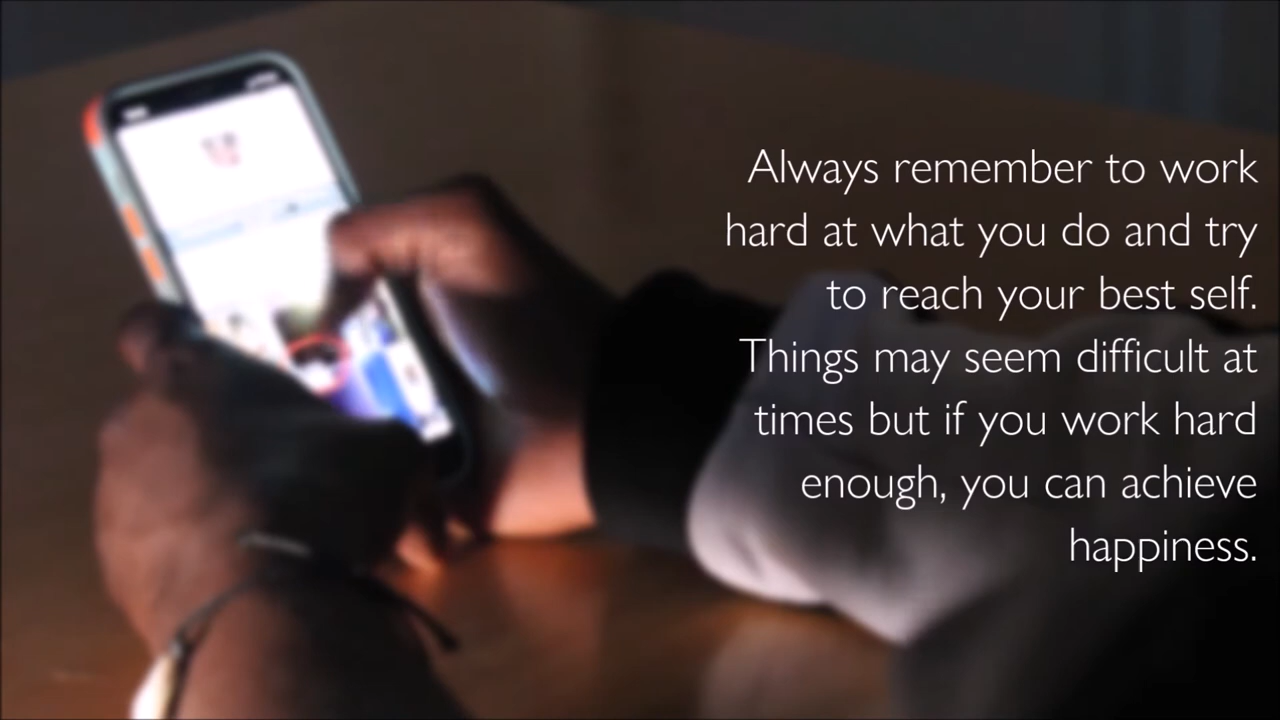 Always remember to work
hard at what you do and try
to reach your best self.
Things may seem difficult at
times but if you work hard
enough, you can achieve
happiness.